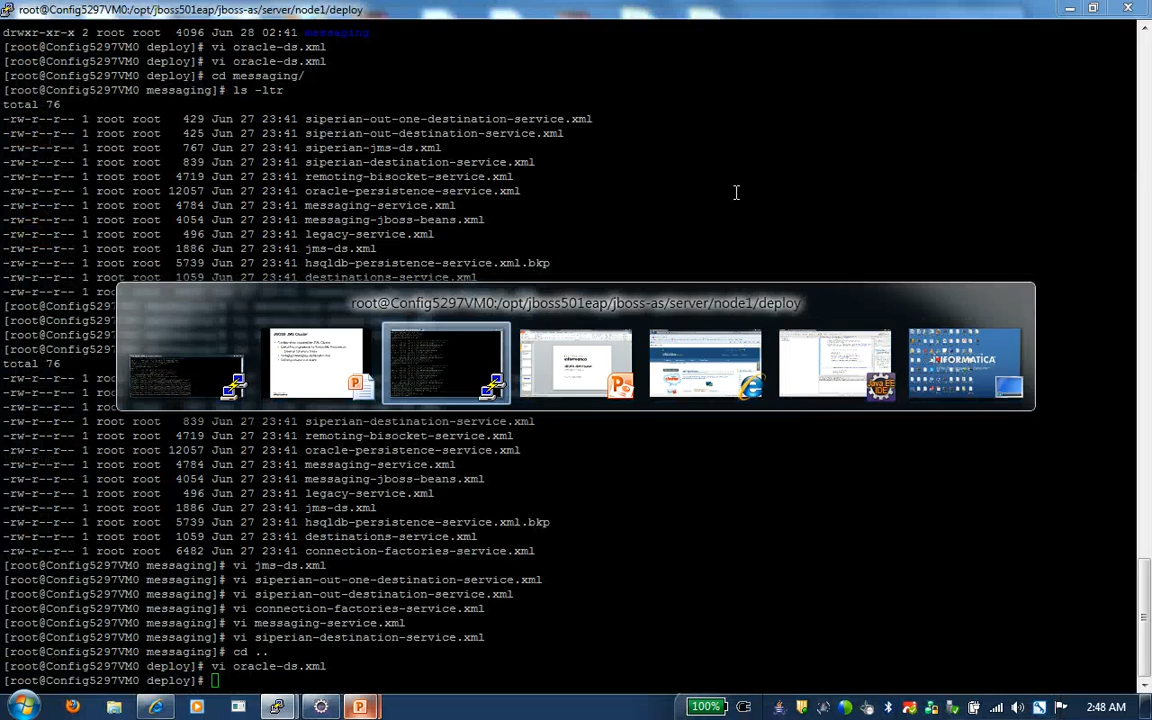 root@Config5297VM0:/opt/jboss501eap/jboss-as/server/node1/deploy
drwxr-xr-x 2 root root 4096 Jun 28 02:41 messaging
[root@Config5297VM0 deploy]# vi oracle-ds.xml
[root@Config5297VM0 deploy]# vi oracle-ds.xml
[root@Config5297VM0 deploy]# cd messaging/
[root@Config5297VM0 messaging]# ls -ltr
total 76
-rw-r--r-- 1 root root 429 Jun 27 23:41 siperian-out-one-destination-service.xml
-rw-r--r-- 1 root root 425 Jun 27 23:41 siperian-out-destination-service.xml
-rw-r--r-- 1 root root 767 Jun 27 23:41 siperian-jms-ds.xml
-rw-r--r-- 1 root root 839 Jun 27 23:41 siperian-destination-service.xml
-rw-r--r-- 1 root root 4719 Jun 27 23:41 remoting-bisocket-service.xml
-rw-r--r-- 1 root root 12057 Jun 27 23:41 oracle-persistence-service.xml
-rw-r--r-- 1 root root 4784 Jun 27 23:41 messaging-service.xml
-rw-r--r-- 1 root root 4054 Jun 27 23:41 messaging-jboss-beans.xml
-rw-r--r-- 1 root root 496 Jun 27 23:41 legacy-service.xml
-rw-r--r-- 1 root root 1886 Jun 27 23:41 jms-ds.xml
-rw-r--r-- 1 root root 5739 Jun 27 23:41 hsqldb-persistence-service.xml.bkp
-rw-r--r-- 1 root root 1059 Jun 27 23:41 destinations-service.xml
root@Config5297VM0:/opt/jboss501eap/jboss-as/server/node1/deploy
JBOSS JMS Cluster
Informatica
Java EE
IDE
INFORMATICA
total 76
-rw-r--r-- 1 root root 839 Jun 27 23:41 siperian-destination-service.xml
-rw-r--r-- 1 root root 4719 Jun 27 23:41 remoting-bisocket-service.xml
-rw-r--r-- 1 root root 12057 Jun 27 23:41 oracle-persistence-service.xml
-rw-r--r-- 1 root root 4784 Jun 27 23:41 messaging-service.xml
-rw-r--r-- 1 root root 4054 Jun 27 23:41 messaging-jboss-beans.xml
-rw-r--r-- 1 root root 496 Jun 27 23:41 legacy-service.xml
-rw-r--r-- 1 root root 1886 Jun 27 23:41 jms-ds.xml
-rw-r--r-- 1 root root 5739 Jun 27 23:41 hsqldb-persistence-service.xml.bkp
-rw-r--r-- 1 root root 1059 Jun 27 23:41 destinations-service.xml
-rw-r--r-- 1 root root 6482 Jun 27 23:41 connection-factories-service.xml
[root@Config5297VM0 messaging]# vi jms-ds.xml
[root@Config5297VM0 messaging]# vi siperian-out-one-destination-service.xml
[root@Config5297VM0 messaging]# vi siperian-out-destination-service.xml
[root@Config5297VM0 messaging]# vi connection-factories-service.xml
[root@Config5297VM0 messaging]# vi messaging-service.xml
[root@Config5297VM0 messaging]# vi siperian-destination-service.xml
[root@Config5297VM0 messaging]# cd ..
[root@Config5297VM0 deploy]# vi oracle-ds.xml
[root@Config5297VM0 deploy]#
100%
2:48 AM